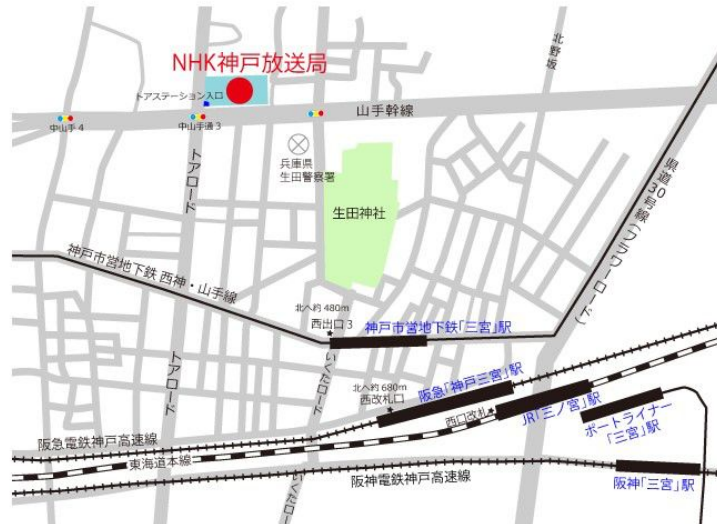 NHK神戸放送局
北野坂
トアステーション入口
山手幹線
中山手4
中山手通3
兵庫県
生田警察署
トアロード
生田神社
県道30号線(フラワーロード)
神戸市営地下鉄 西神・山手線
北へ約480m
西出口3
神戸市営地下鉄「三宮」駅
いくたロード
トアロード
北へ約680m
西改札口
阪急「神戸三宮」駅
西口改札
JR「三ノ宮」駅
ポートライナー
「三宮」駅
阪急電鉄神戸高速線
東海道本線
阪神電鉄神戸高速線
阪神「三宮」駅
いくたロード